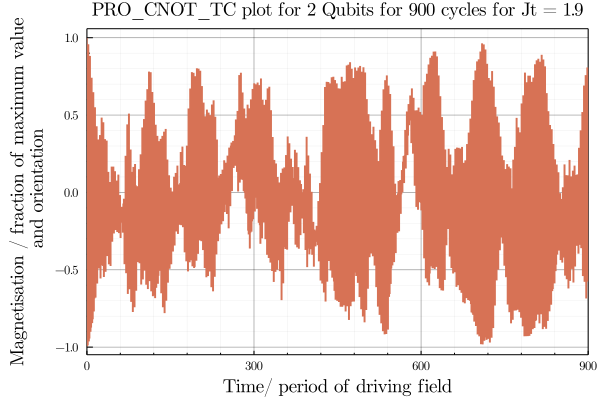 PRO_CNOT_TC plot for 2 Qubits for 900 cycles for Jt = 1.9
Magnetisation / fraction of maximum value
and orientation
1.0
0.5
0.0
−0.5
−1.0
0
300
600
900
Time/ period of driving field